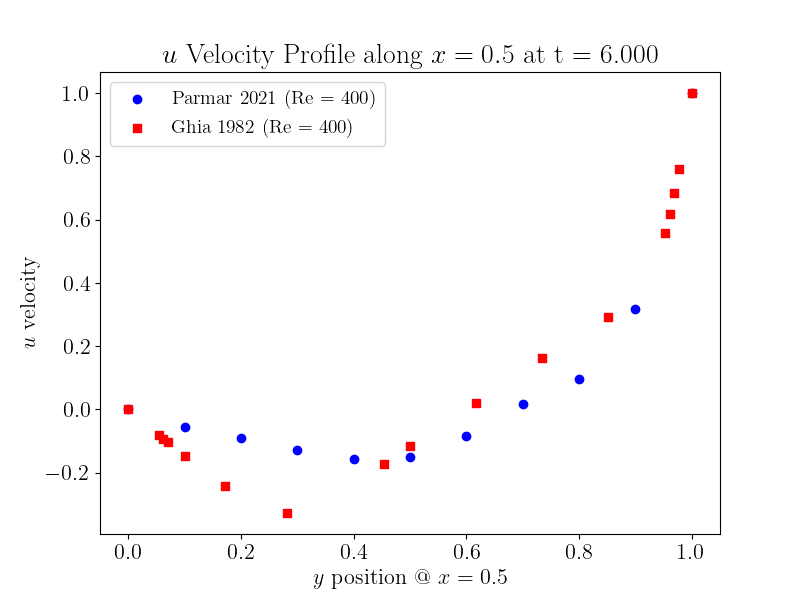 u Velocity Profile along x = 0.5 at t = 6.000
Parmar 2021 (Re = 400)
Ghia 1982 (Re = 400)
u velocity
1.0
0.8
0.6
0.4
0.2
0.0
−0.2
0.0 0.2 0.4 0.6 0.8 1.0
y position @ x = 0.5